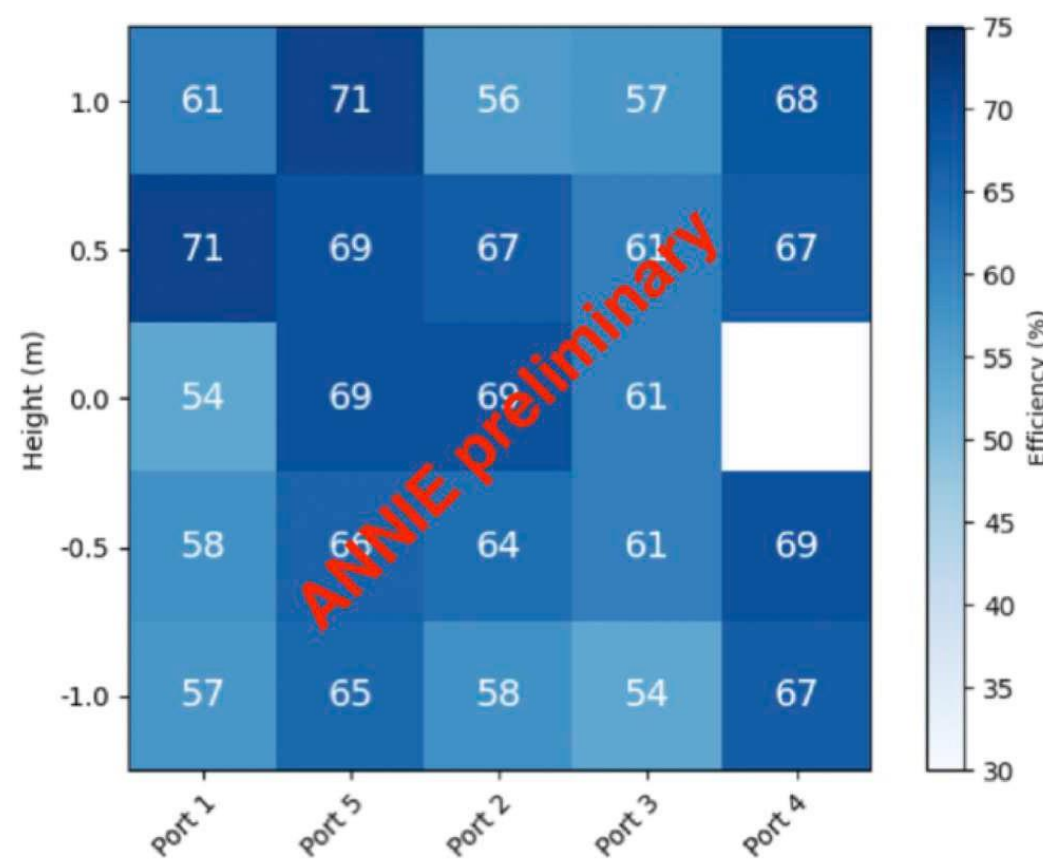 75
1.0 61 71 56 57 68
70
65
0.5 71 69 67 61 67
60
Height (m)
0.0 54 69 69 61
55
Efficiency (%)
50
-0.5 58 66 64 61 69
45
40
-1.0 57 65 58 54 67
35
30
ANNIE preliminary
Port 1 Port 5 Port 2 Port 3 Port 4